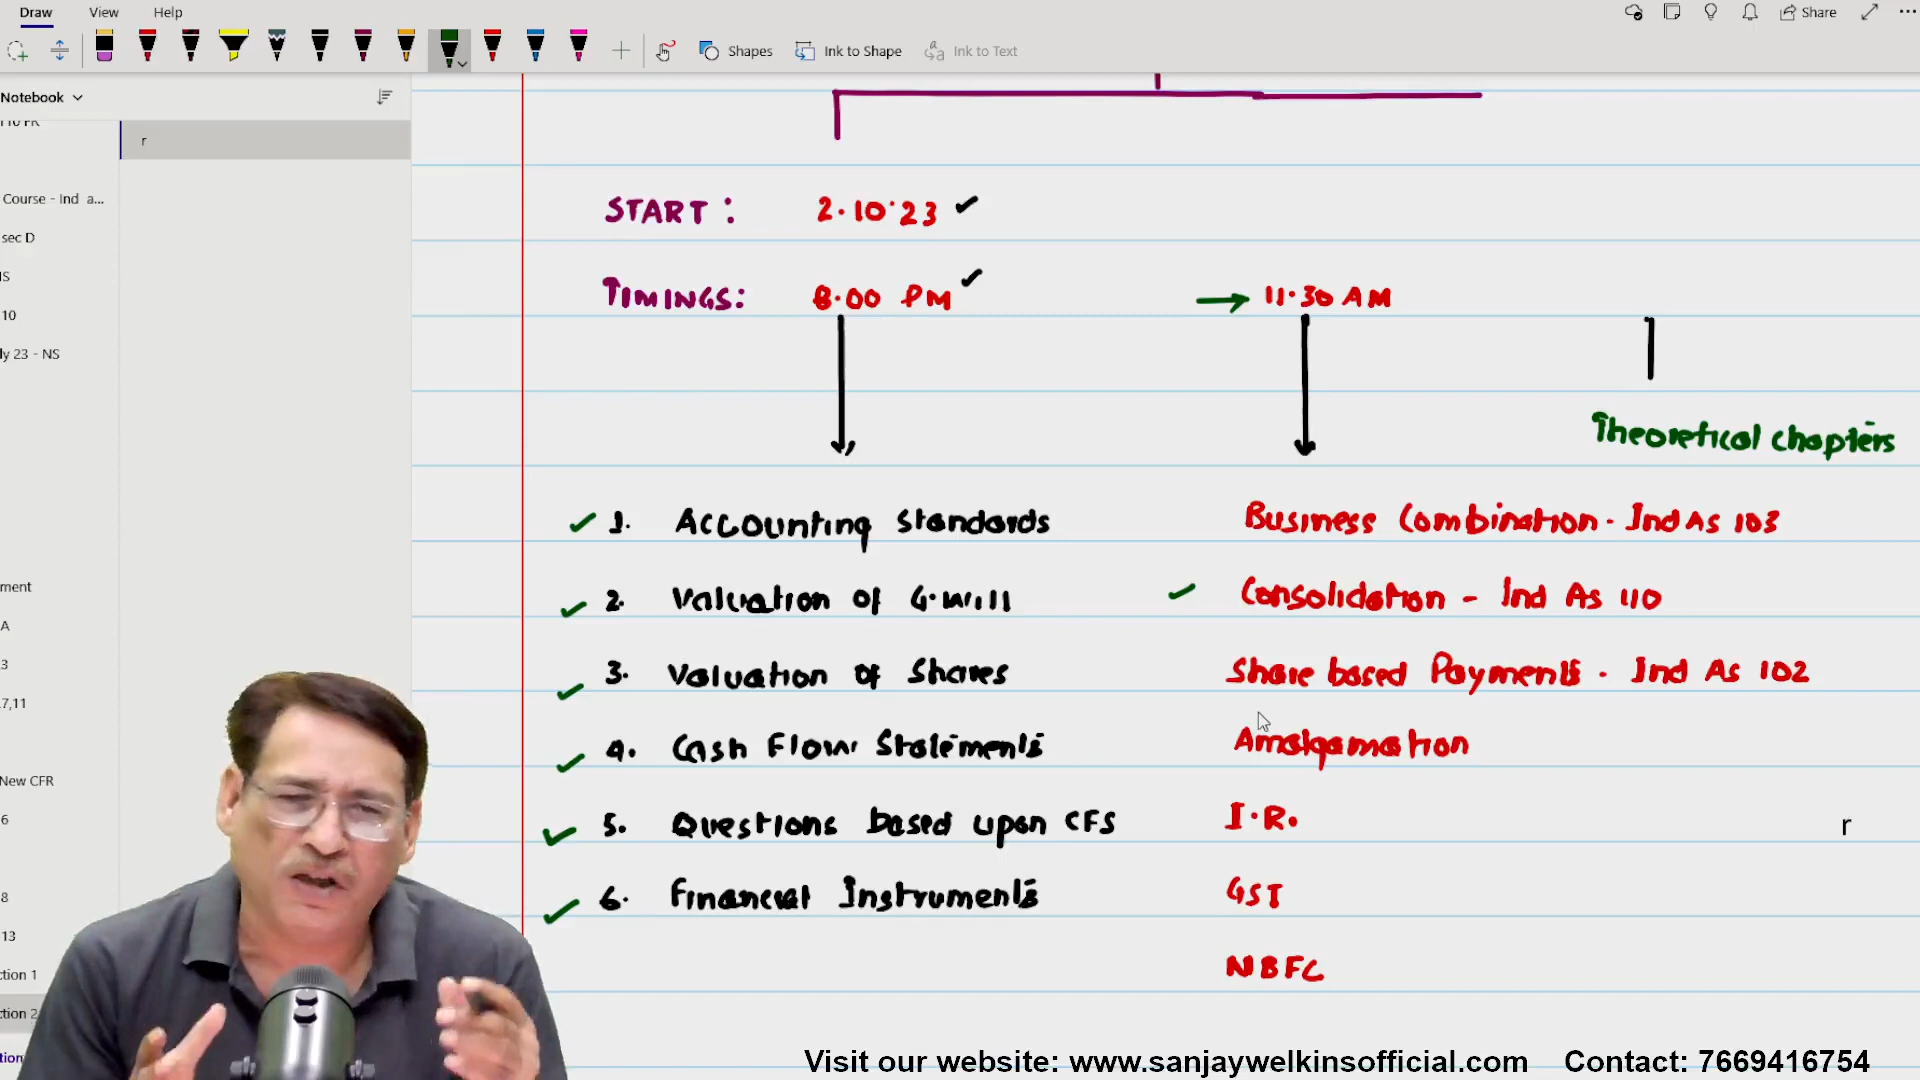 Draw View Help Share
Shapes Ink to Shape Ink to Text
Notebook
r
Course - Ind a...
sec D
10
ly 23 - NS
ment
A
3
7,11
New CFR
6
8
13
ction 1
ction 2
START: 2.10.23
TIMINGS: 8.00 PM 11.30 AM
Theoretical chapters
1. Accounting Standards Business Combination - Ind As 103
2. Valuation of G.Will Consolidation - Ind As 110
3. Valuation of Shares Share based Payments - Ind As 102
4. Cash Flow Statements Amalgamation
5. Questions based upon CFS I.R. r
6. Financial Instruments GST
NBFC
Visit our website: www.sanjaywelkinsofficial.com Contact: 7669416754